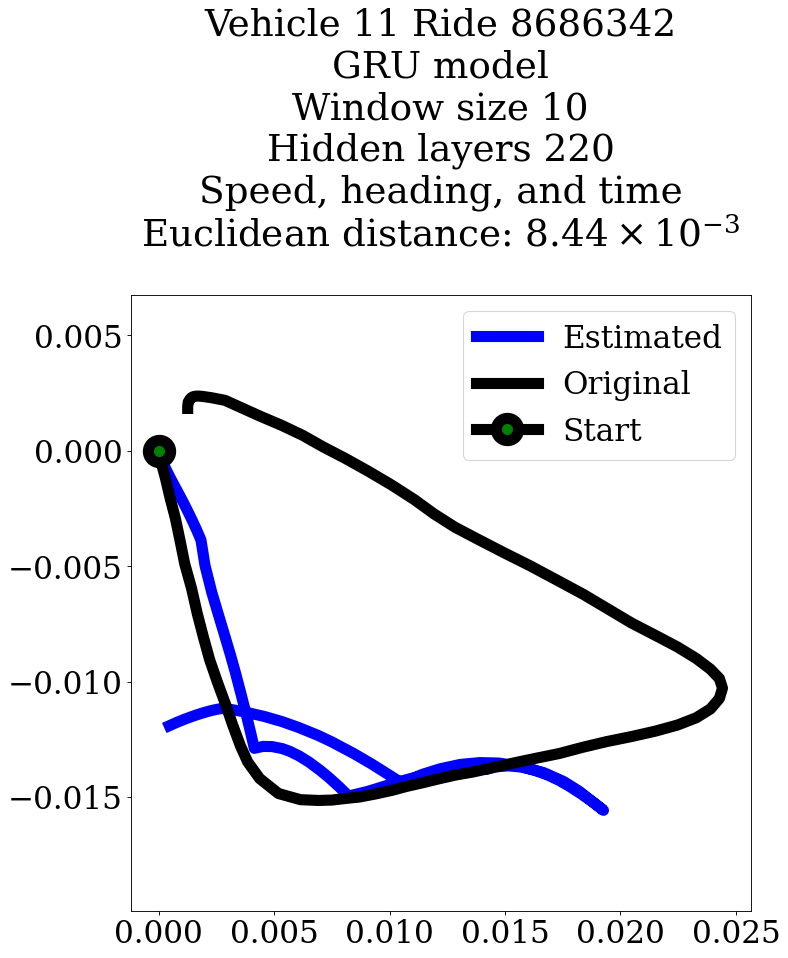 Vehicle 11 Ride 8686342
GRU model
Window size 10
Hidden layers 220
Speed, heading, and time
Euclidean distance: 8.44 × 10⁻³
Estimated
Original
Start
0.005
0.000
−0.005
−0.010
−0.015
0.000 0.005 0.010 0.015 0.020 0.025